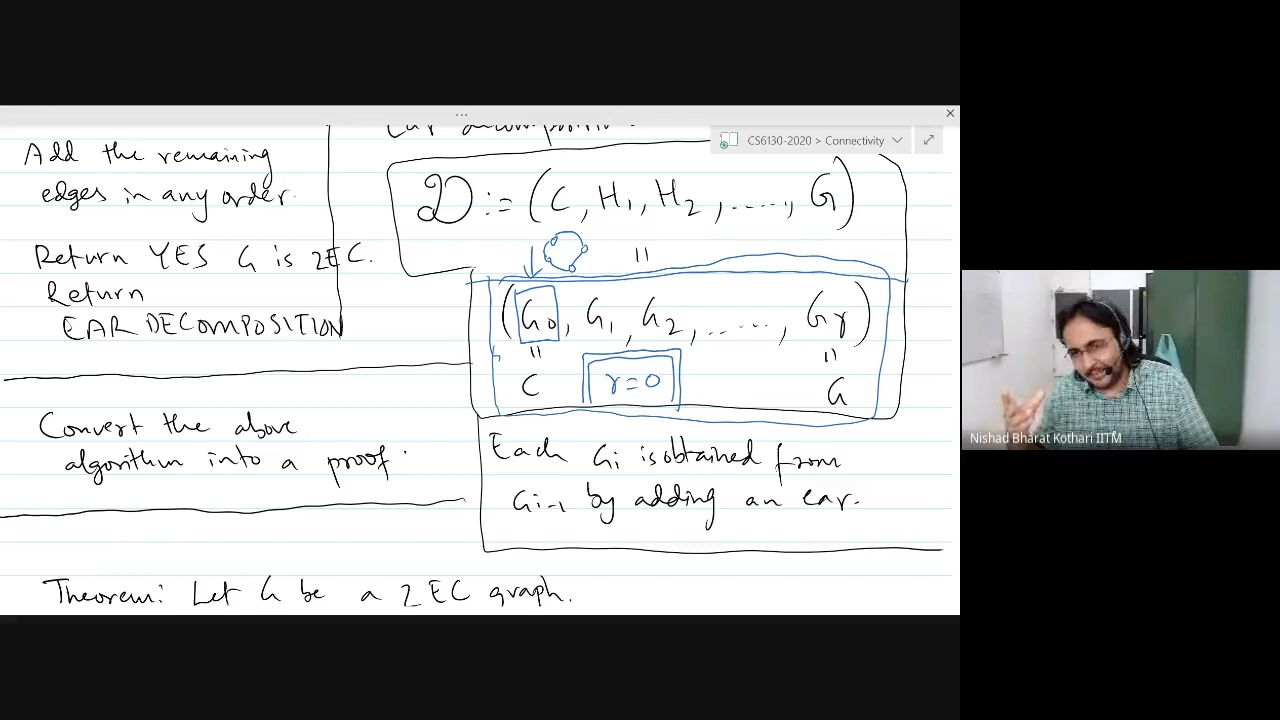 Add the remaining
edges in any order.
Return YES G is 2EC.
Return
EAR DECOMPOSITION
Convert the above
algorithm into a proof.
Theorem: Let G be a 2EC graph.
Ear decomposition:
CS6130-2020 > Connectivity
D := (C, H1, H2, ....., G)
=
(G0, G1, G2, ......, Gr)
= =
C r=0 G
Each Gi is obtained from
Gi-1 by adding an ear.
Nishad Bharat Kothari IITM